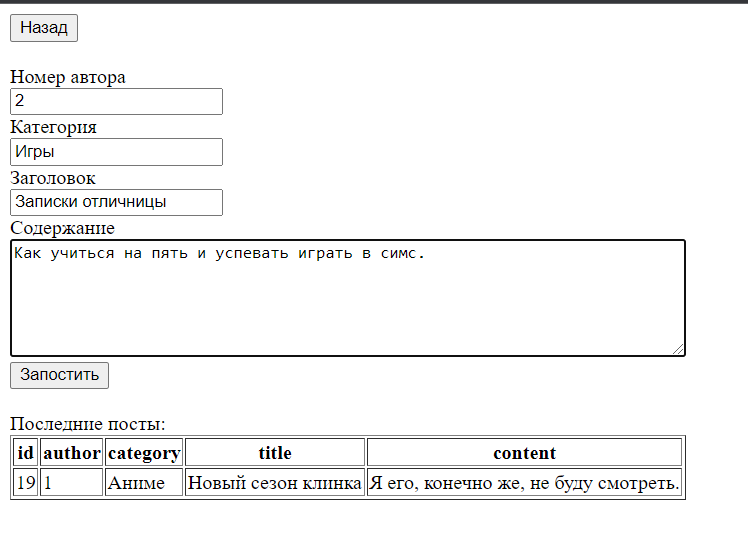 Назад
Номер автора
2
Категория
Игры
Заголовок
Записки отличницы
Содержание
Как учиться на пять и успевать играть в симс.
Запостить
Последние посты:
id author category title content
19 1 Аниме Новый сезон клинка Я его, конечно же, не буду смотреть.